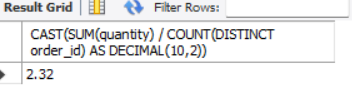 Result Grid Filter Rows:
CAST(SUM(quantity) / COUNT(DISTINCT
order_id) AS DECIMAL(10,2))
2.32